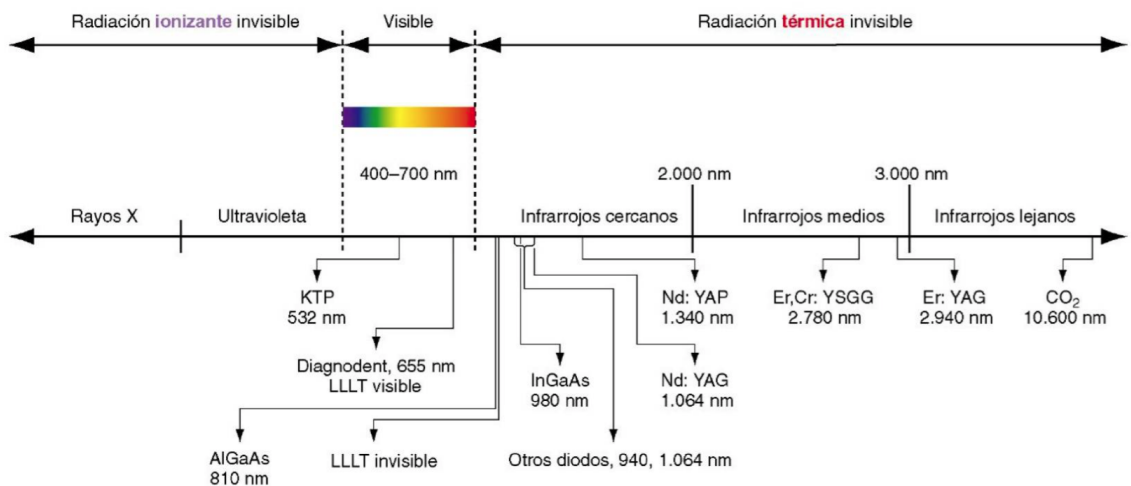 Radiación ionizante invisible
Visible
Radiación térmica invisible
400–700 nm
2.000 nm
3.000 nm
Rayos X
Ultravioleta
Infrarrojos cercanos
Infrarrojos medios
Infrarrojos lejanos
KTP
532 nm
Nd: YAP
1.340 nm
Er,Cr: YSGG
2.780 nm
Er: YAG
2.940 nm
CO₂
10.600 nm
Diagnodent, 655 nm
LLLT visible
InGaAs
980 nm
Nd: YAG
1.064 nm
AlGaAs
810 nm
LLLT invisible
Otros diodos, 940, 1.064 nm